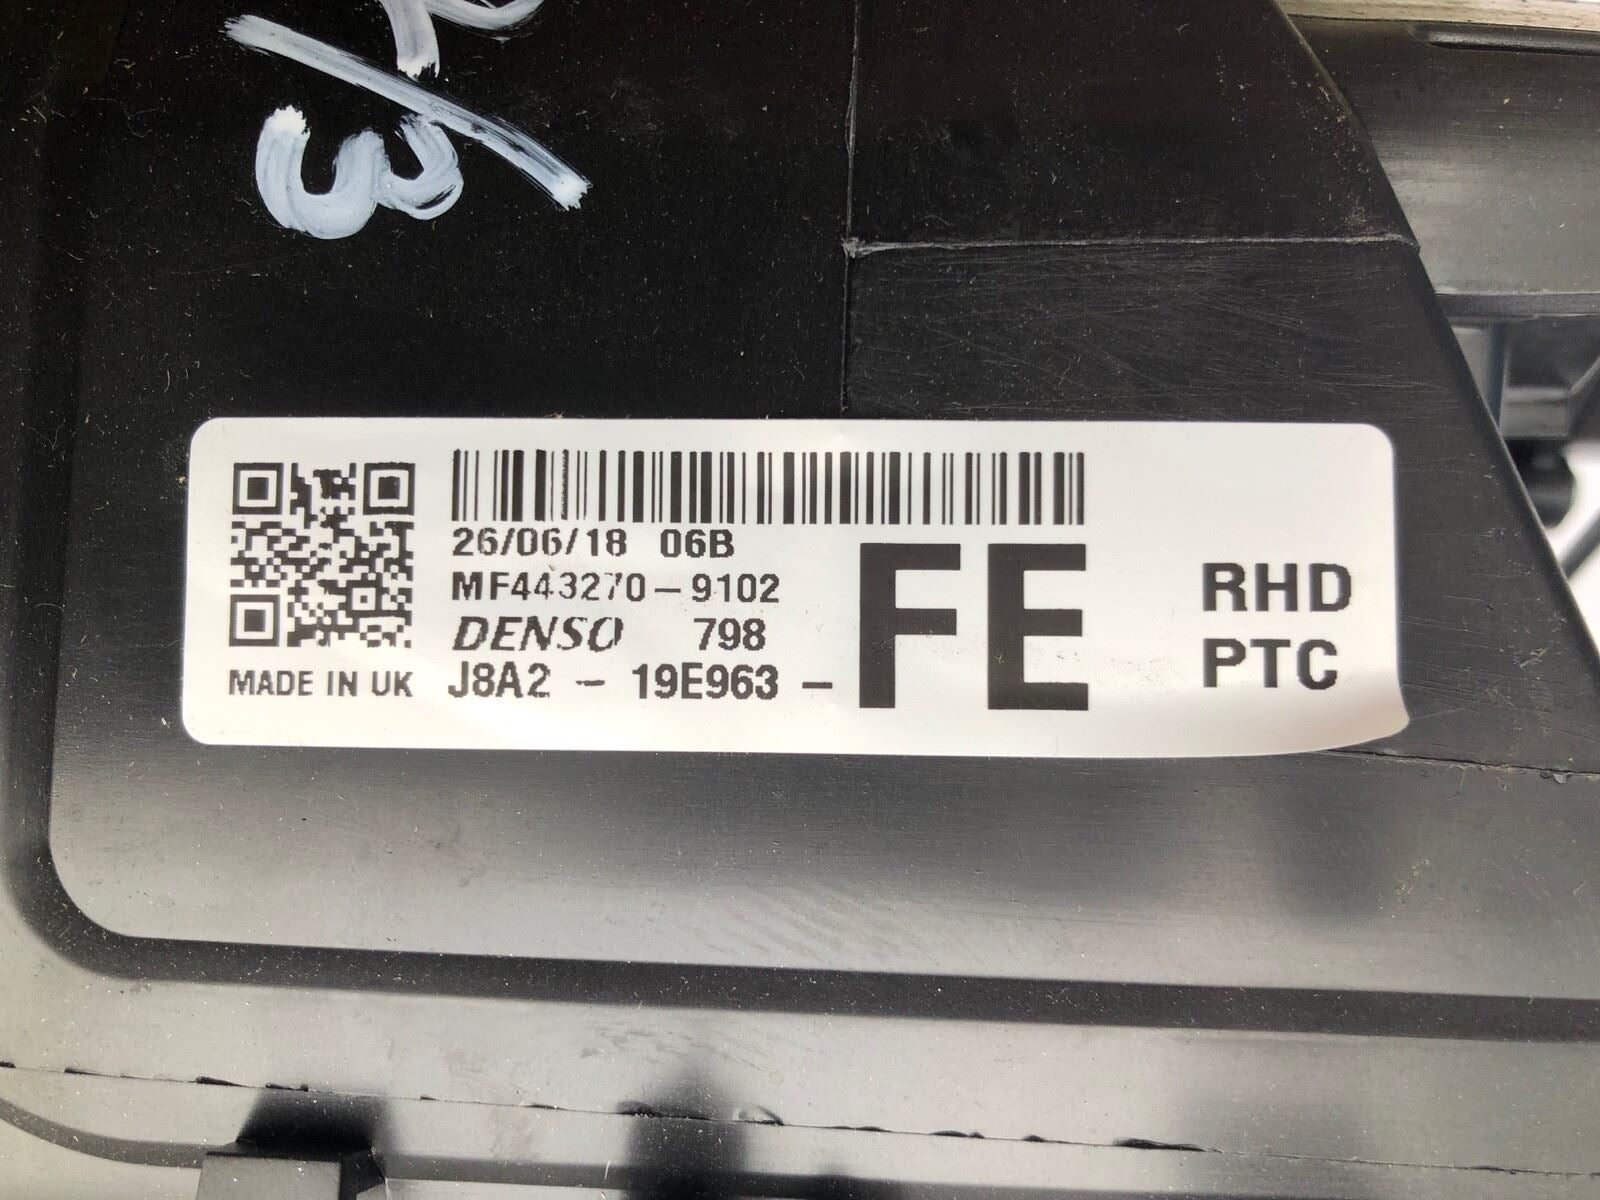 26/06/18 06B
MF443270-9102
DENSO 798
MADE IN UK
J8A2 - 19E963 - FE
RHD
PTC